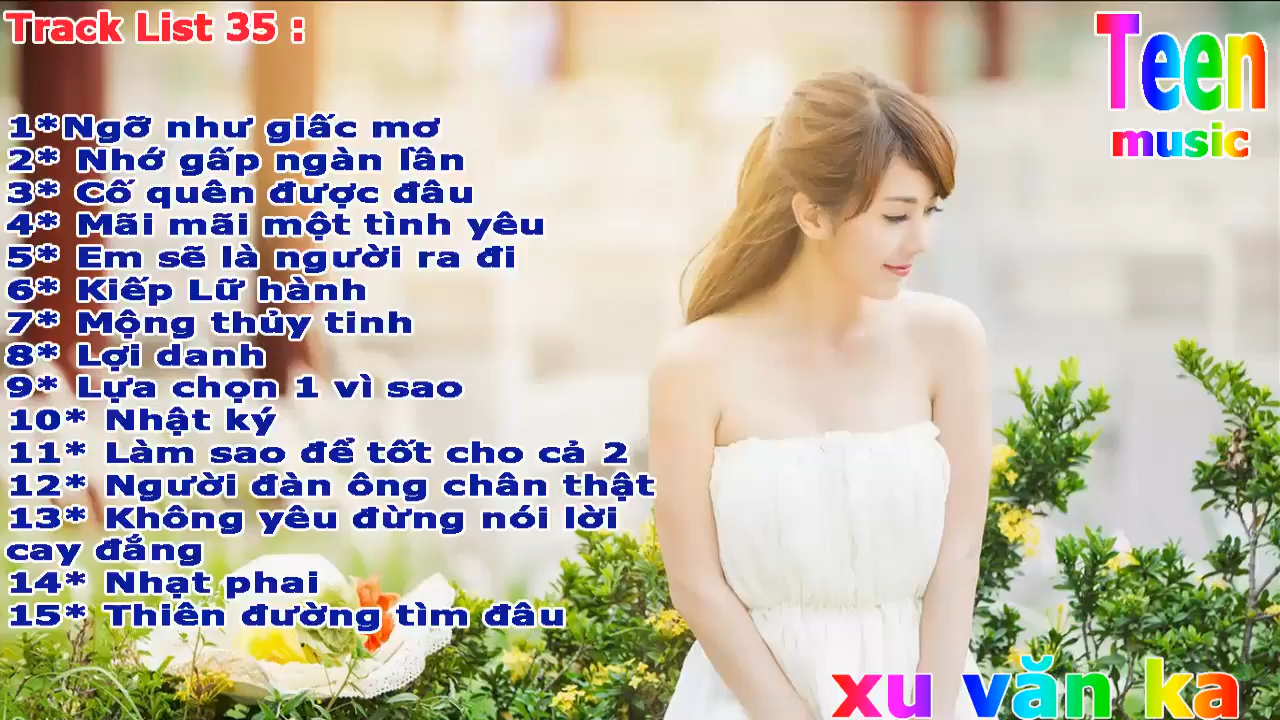 Track List 35 :
Teen
music
1*Ngỡ như giấc mơ
2* Nhớ gấp ngàn lần
3* Cố quên được đâu
4* Mãi mãi một tình yêu
5* Em sẽ là người ra đi
6* Kiếp Lữ hành
7* Mộng thủy tinh
8* Lợi danh
9* Lựa chọn 1 vì sao
10* Nhật ký
11* Làm sao để tốt cho cả 2
12* Người đàn ông chân thật
13* Không yêu đừng nói lời
cay đắng
14* Nhạt phai
15* Thiên đường tìm đâu
xu văn ka